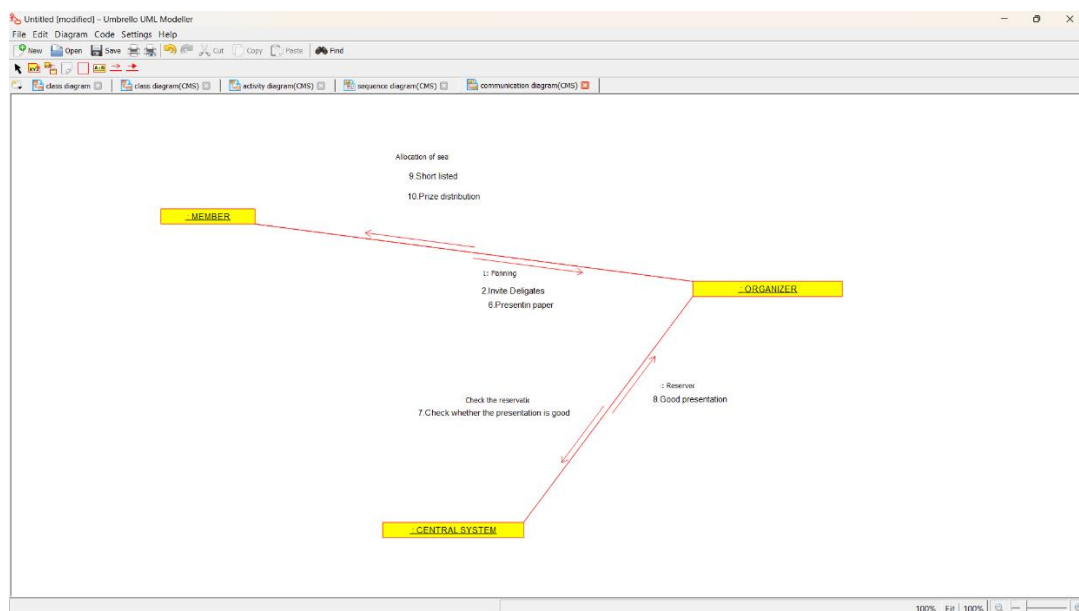 Untitled [modified] – Umbrello UML Modeller
File Edit Diagram Code Settings Help
New Open Save Cut Copy Paste Find
class diagram class diagram(CMS) activity diagram(CMS) sequence diagram(CMS) communication diagram(CMS)
Allocation of sea
9.Short listed
10.Prize distribution
: MEMBER
: Panning
2.Invite Deligates
6.Presentin paper
: ORGANIZER
: Reserved
8.Good presentation
Check the reservatic
7.Check whether the presentation is good
: CENTRAL SYSTEM
100% Fit 100%